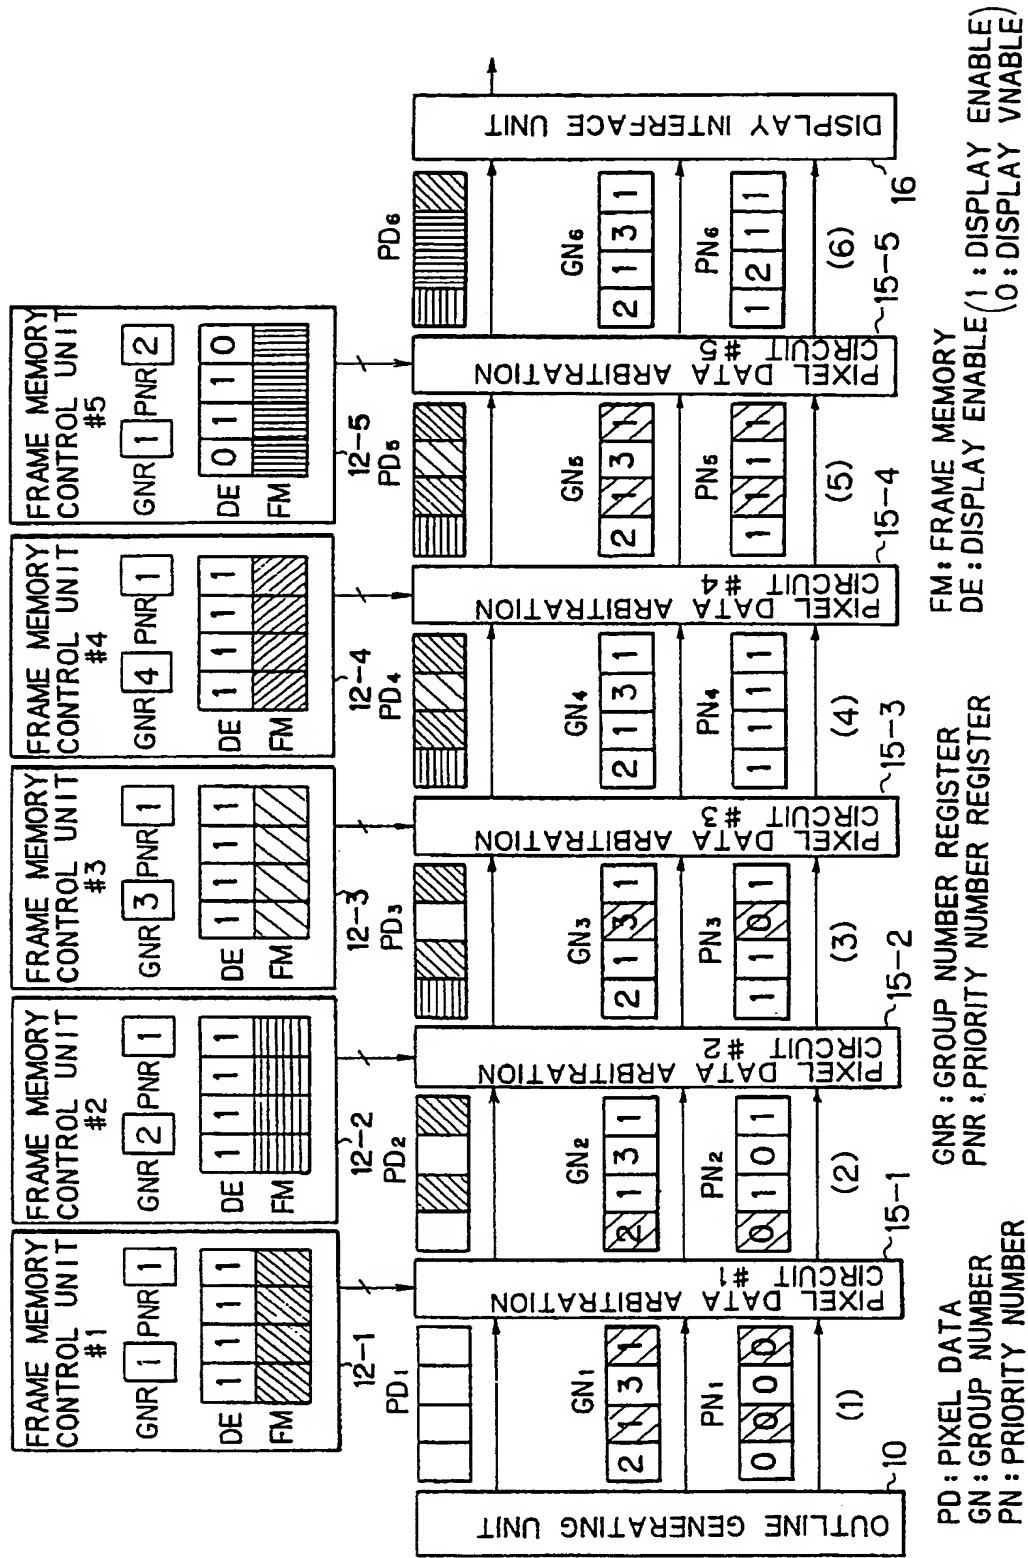 FRAME MEMORY
CONTROL UNIT
#1
GNR 1 PNR 1
DE 1 1 1 1
FM
12-1
FRAME MEMORY
CONTROL UNIT
#2
GNR 2 PNR 1
DE 1 1 1 1
FM
12-2
FRAME MEMORY
CONTROL UNIT
#3
GNR 3 PNR 1
DE 1 1 1 1
FM
12-3
FRAME MEMORY
CONTROL UNIT
#4
GNR 4 PNR 1
DE 1 1 1 1
FM
12-4
FRAME MEMORY
CONTROL UNIT
#5
GNR 1 PNR 2
DE 0 1 1 0
FM
12-5
OUTLINE GENERATING UNIT
10
PD1
GN1
2 1 3 1
PN1
0 0 0 0
(1)
PIXEL DATA ARBITRATION
CIRCUIT #1
15-1
PD2
GN2
2 1 3 1
PN2
0 1 0 1
(2)
PIXEL DATA ARBITRATION
CIRCUIT #2
15-2
PD3
GN3
2 1 3 1
PN3
1 1 0 1
(3)
PIXEL DATA ARBITRATION
CIRCUIT #3
15-3
PD4
GN4
2 1 3 1
PN4
1 1 1 1
(4)
PIXEL DATA ARBITRATION
CIRCUIT #4
15-4
PD5
GN5
2 1 3 1
PN5
1 1 1 1
(5)
PIXEL DATA ARBITRATION
CIRCUIT #5
15-5
PD6
GN6
2 1 3 1
PN6
1 2 1 1
(6)
DISPLAY INTERFACE UNIT
16
PD : PIXEL DATA
GN : GROUP NUMBER
PN : PRIORITY NUMBER
GNR : GROUP NUMBER REGISTER
PNR : PRIORITY NUMBER REGISTER
FM : FRAME MEMORY
DE : DISPLAY ENABLE (1 : DISPLAY ENABLE)
(0 : DISPLAY VNABLE)